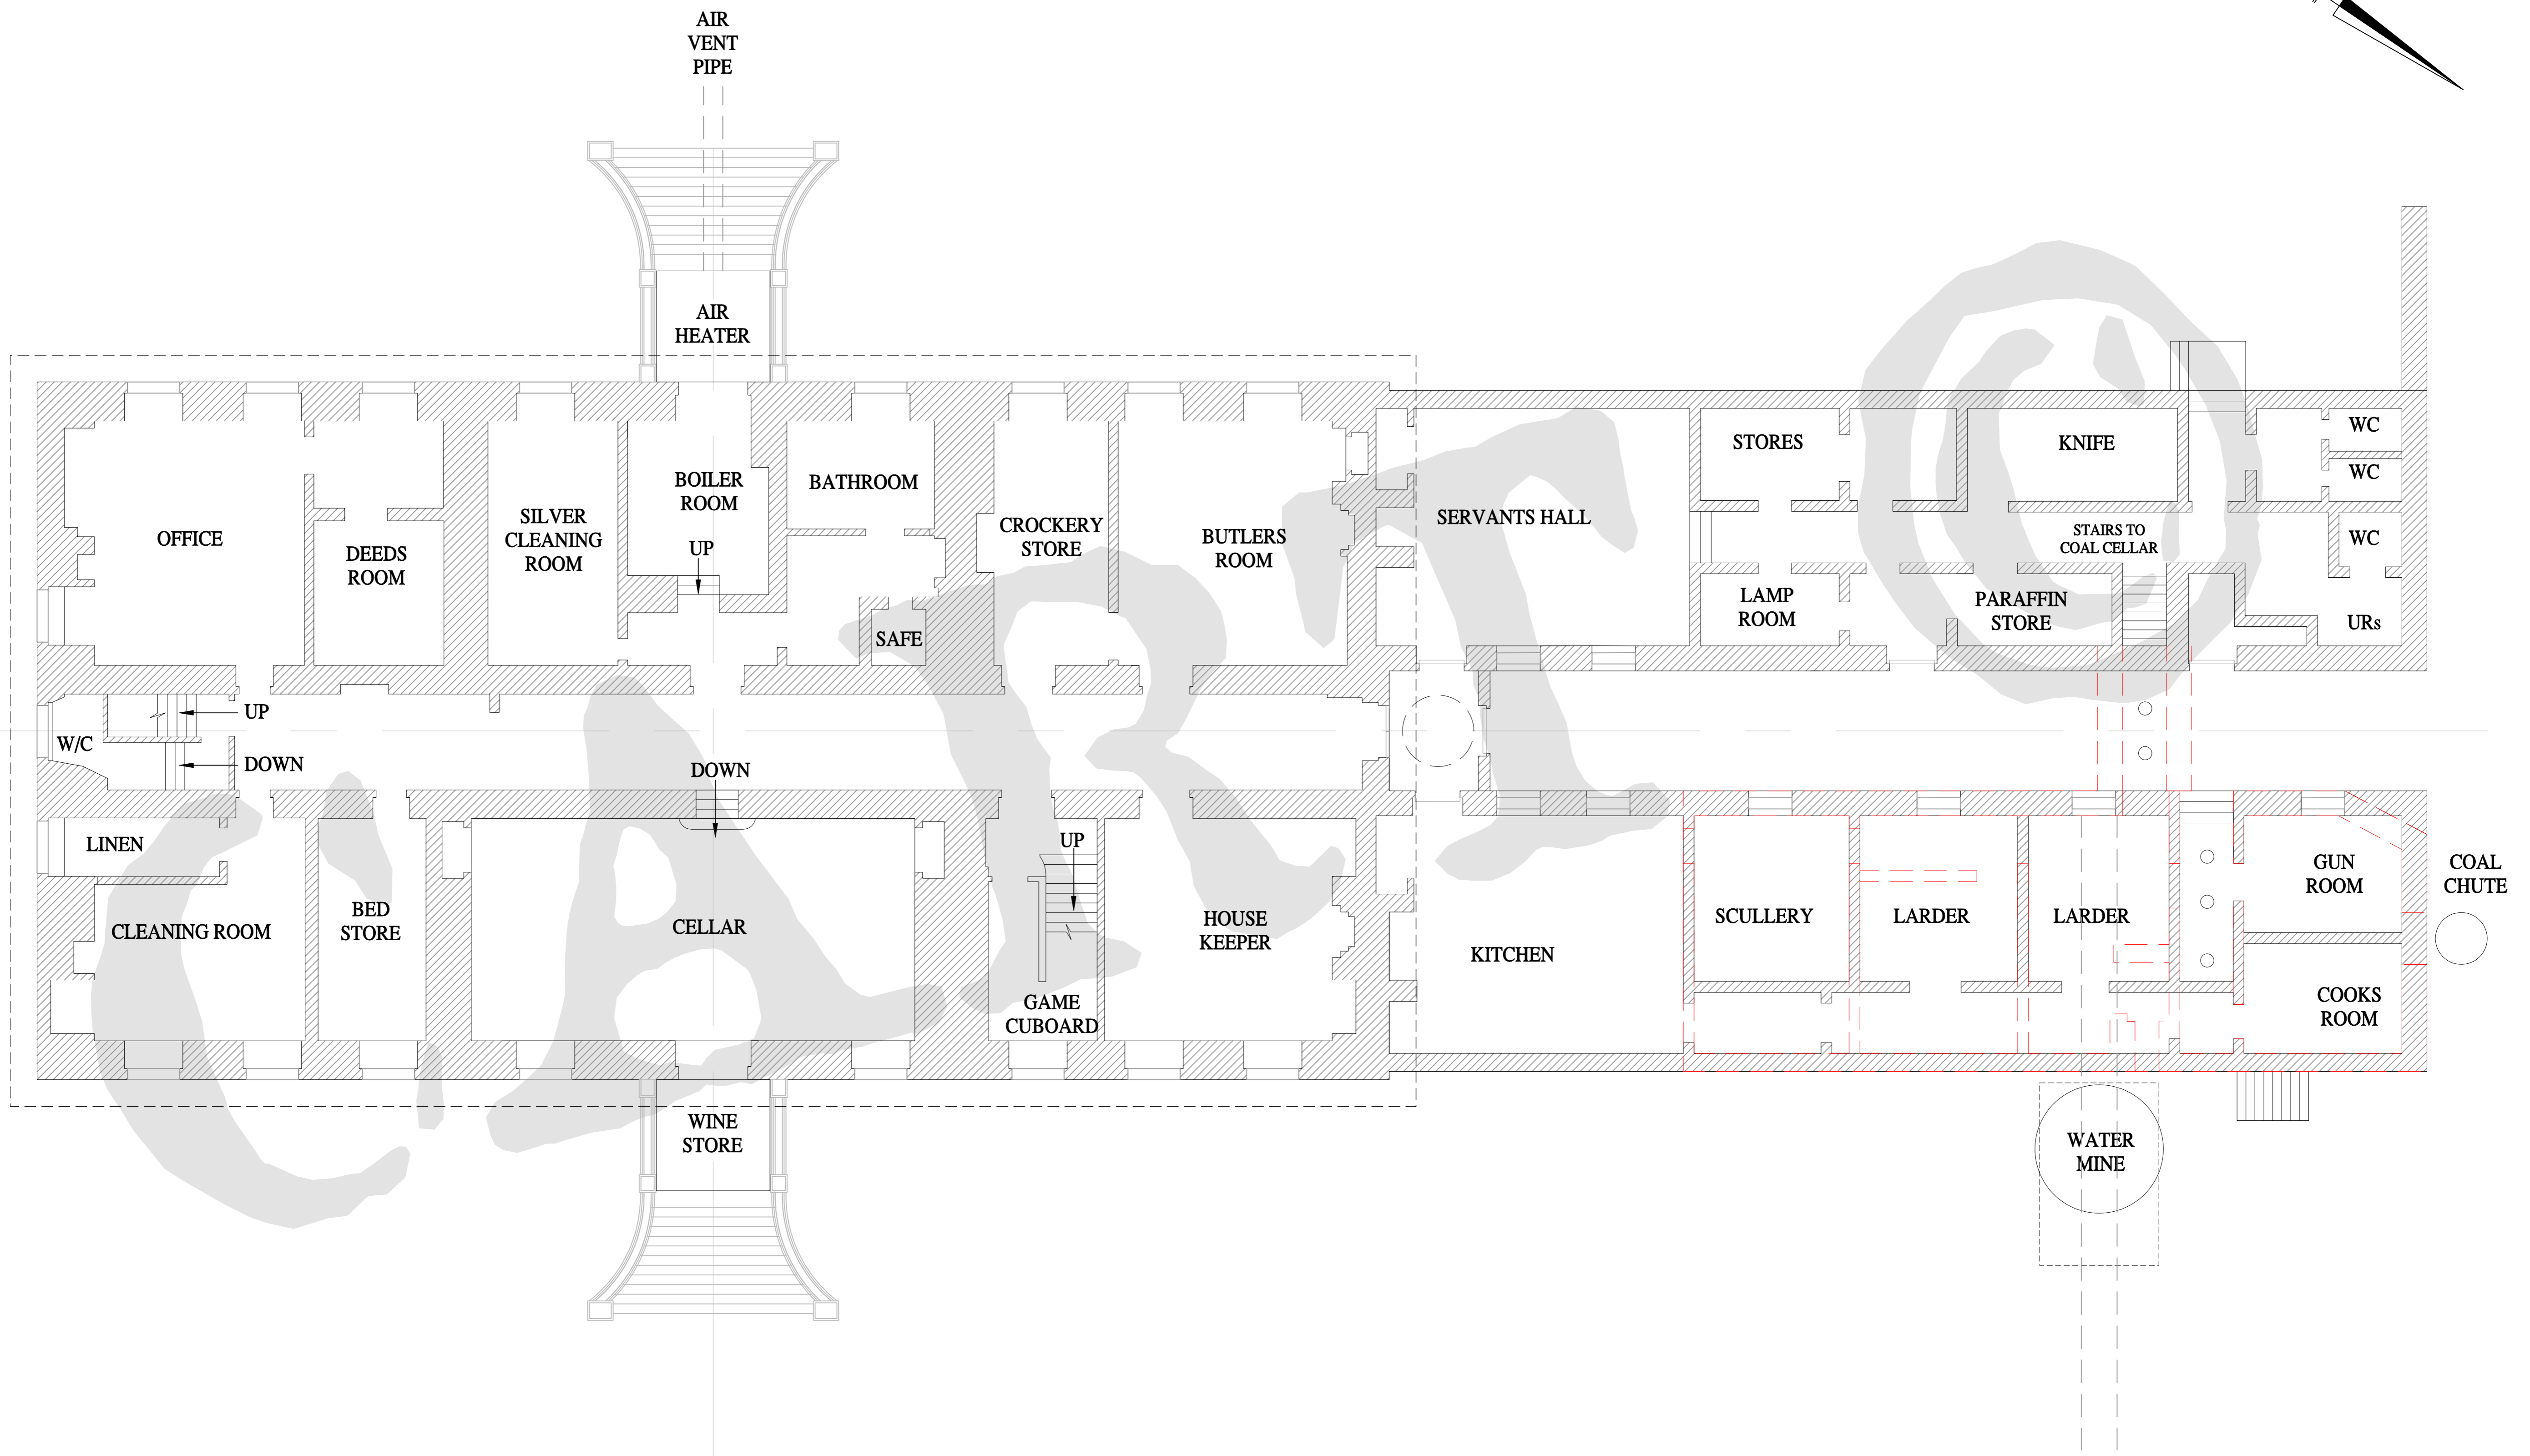 AIR
VENT
PIPE
AIR
HEATER
OFFICE
DEEDS
ROOM
SILVER
CLEANING
ROOM
BOILER
ROOM
UP
BATHROOM
SAFE
CROCKERY
STORE
BUTLERS
ROOM
SERVANTS HALL
STORES
KNIFE
WC
WC
STAIRS TO
COAL CELLAR
WC
LAMP
ROOM
PARAFFIN
STORE
URs
UP
W/C
DOWN
DOWN
LINEN
CLEANING ROOM
BED
STORE
CELLAR
UP
GAME
CUBOARD
HOUSE
KEEPER
KITCHEN
SCULLERY
LARDER
LARDER
GUN
ROOM
COAL
CHUTE
COOKS
ROOM
WINE
STORE
WATER
MINE
C.A.R.T ©